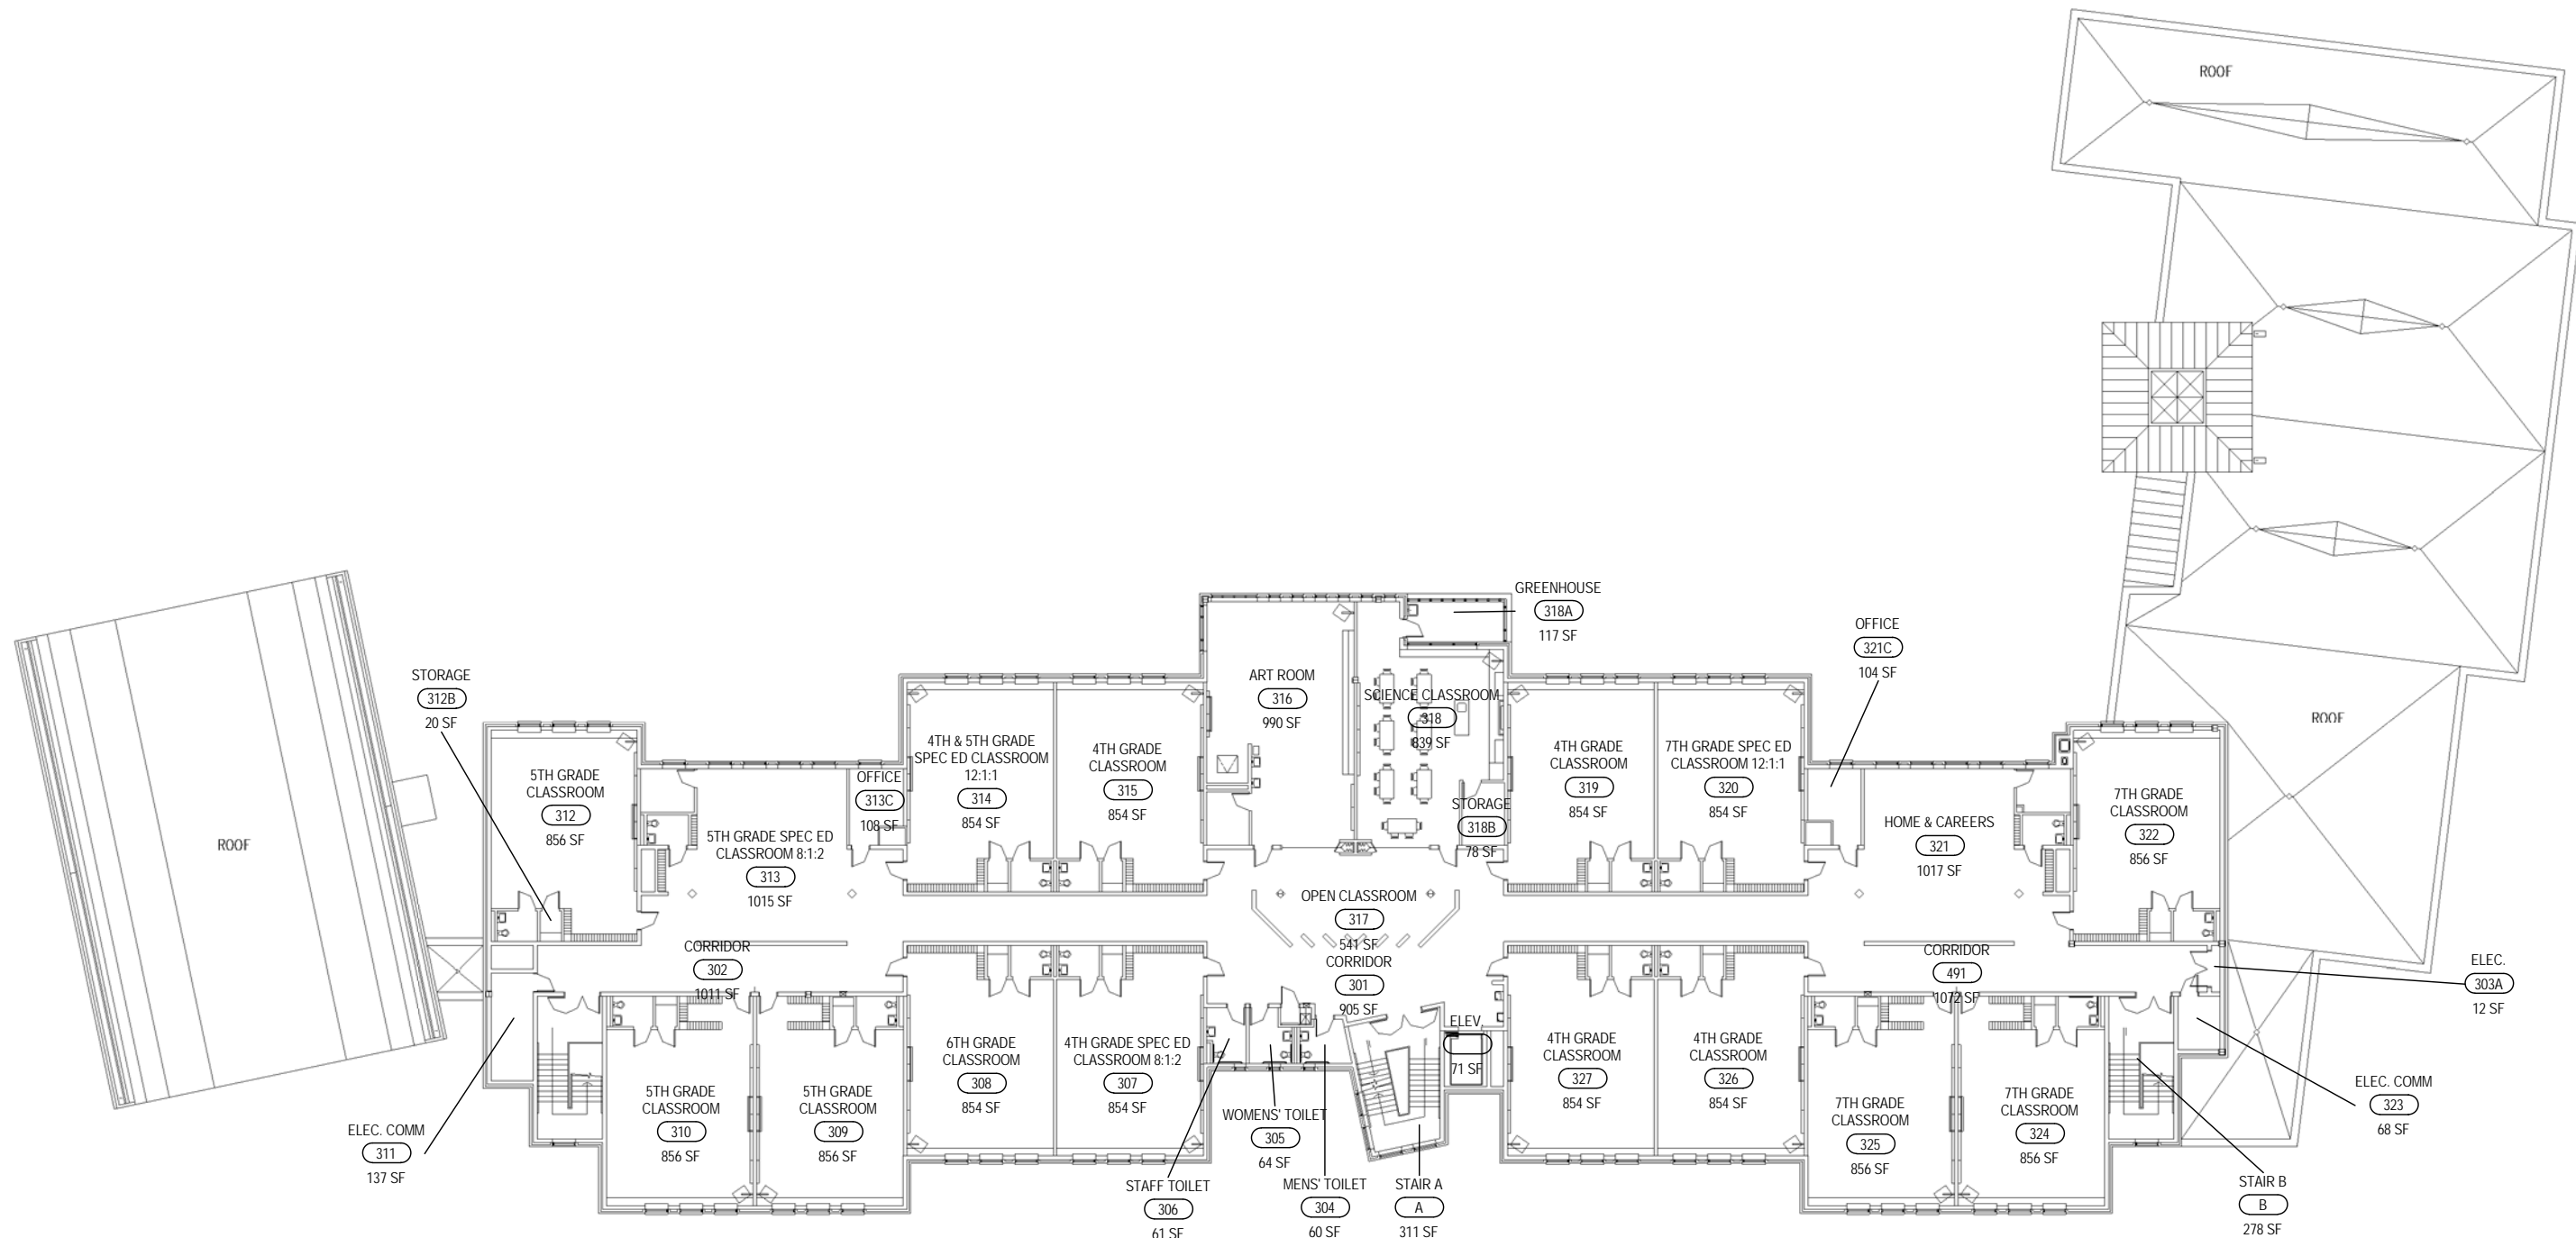 ROOF
GREENHOUSE
318A
117 SF
OFFICE
321C
104 SF
STORAGE
312B
20 SF
ART ROOM
316
990 SF
SCIENCE CLASSROOM
318
839 SF
ROOF
4TH & 5TH GRADE
SPEC ED CLASSROOM
12:1:1
314
854 SF
4TH GRADE
CLASSROOM
315
854 SF
4TH GRADE
CLASSROOM
319
854 SF
7TH GRADE SPEC ED
CLASSROOM 12:1:1
320
854 SF
5TH GRADE
CLASSROOM
312
856 SF
OFFICE
313C
108 SF
STORAGE
318B
78 SF
7TH GRADE
CLASSROOM
322
856 SF
ROOF
5TH GRADE SPEC ED
CLASSROOM 8:1:2
313
1015 SF
HOME & CAREERS
321
1017 SF
OPEN CLASSROOM
317
541 SF
CORRIDOR
302
1011 SF
CORRIDOR
301
905 SF
CORRIDOR
491
1072 SF
ELEC.
303A
12 SF
ELEV.
71 SF
6TH GRADE
CLASSROOM
308
854 SF
4TH GRADE SPEC ED
CLASSROOM 8:1:2
307
854 SF
4TH GRADE
CLASSROOM
327
854 SF
4TH GRADE
CLASSROOM
326
854 SF
5TH GRADE
CLASSROOM
310
856 SF
5TH GRADE
CLASSROOM
309
856 SF
7TH GRADE
CLASSROOM
325
856 SF
7TH GRADE
CLASSROOM
324
856 SF
ELEC. COMM
323
68 SF
ELEC. COMM
311
137 SF
WOMENS' TOILET
305
64 SF
STAFF TOILET
306
61 SF
MENS' TOILET
304
60 SF
STAIR A
A
311 SF
STAIR B
B
278 SF